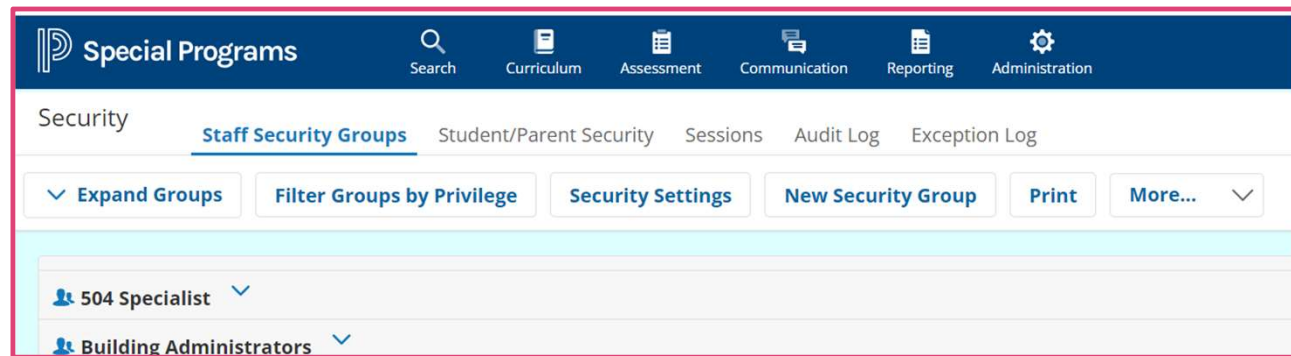 Special Programs
Search Curriculum Assessment Communication Reporting Administration
Security
Staff Security Groups Student/Parent Security Sessions Audit Log Exception Log
Expand Groups Filter Groups by Privilege Security Settings New Security Group Print More...
504 Specialist
Building Administrators